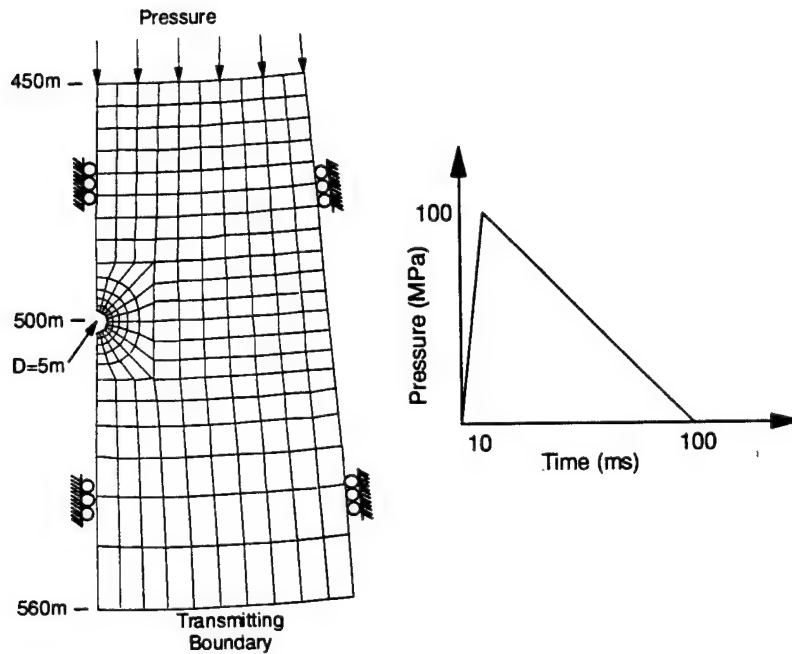 Pressure
450m
500m
D=5m
560m
Transmitting
Boundary
Pressure (MPa)
100
10
100
Time (ms)